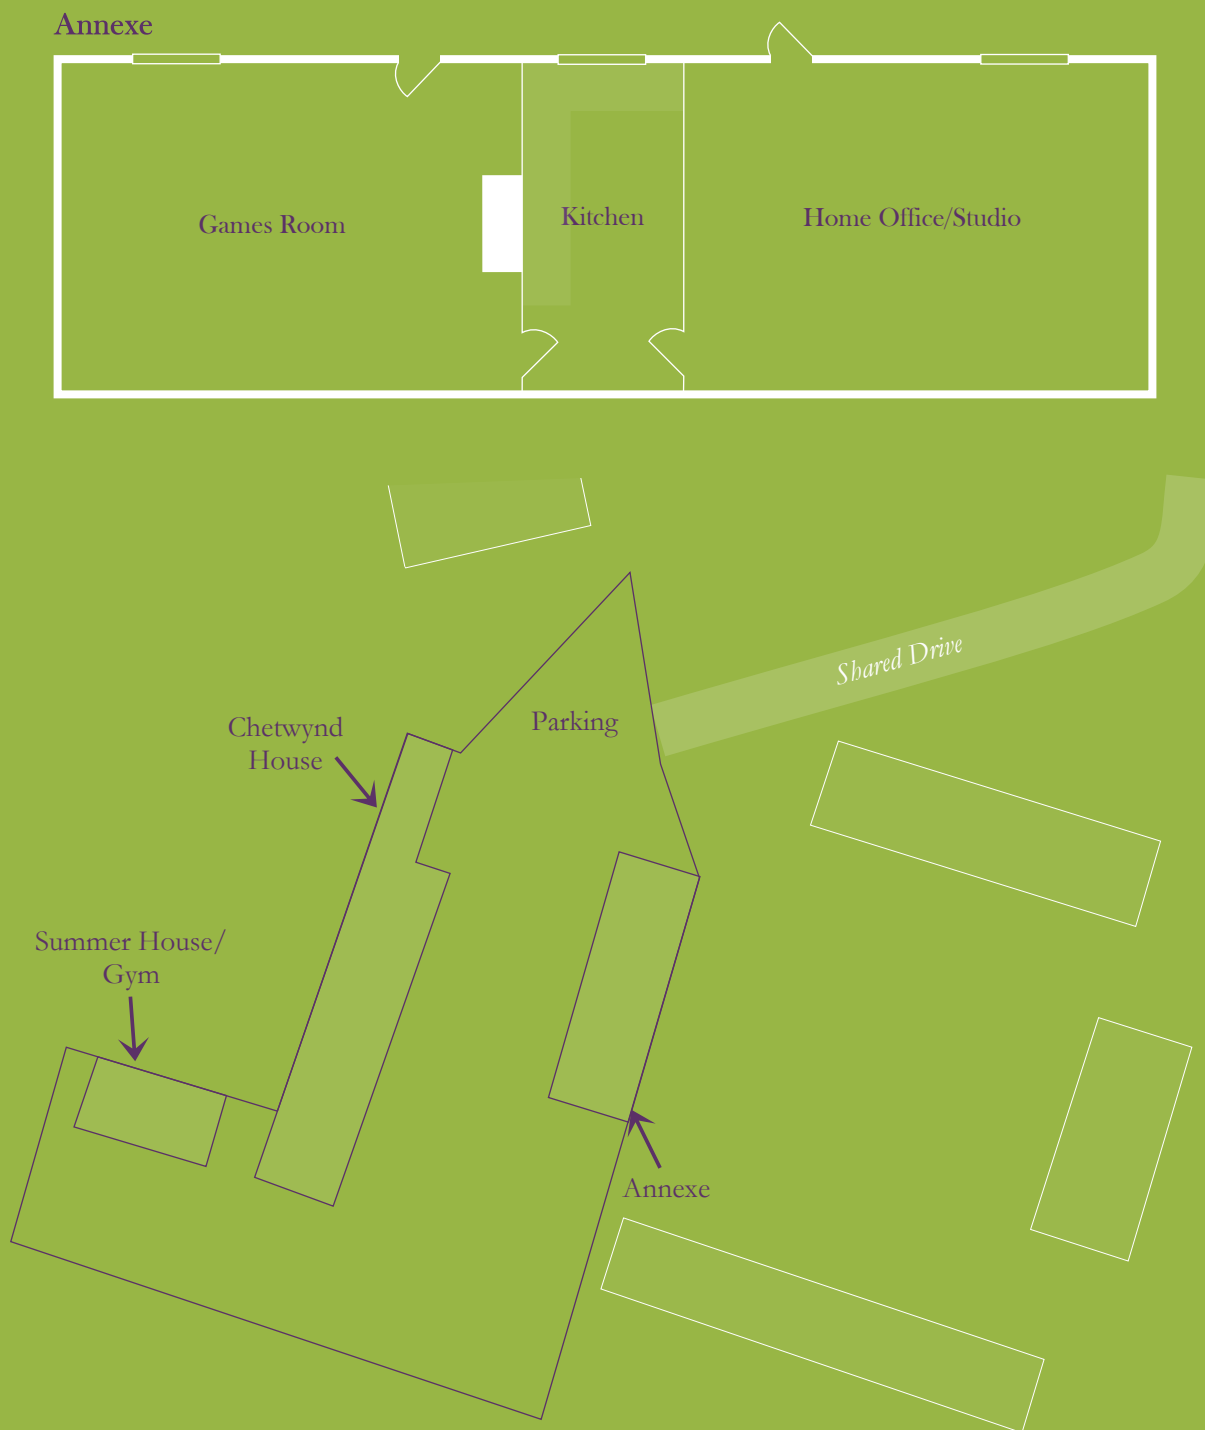 Annexe
Games Room
Kitchen
Home Office/Studio
Shared Drive
Parking
Chetwynd
House
Summer House/
Gym
Annexe